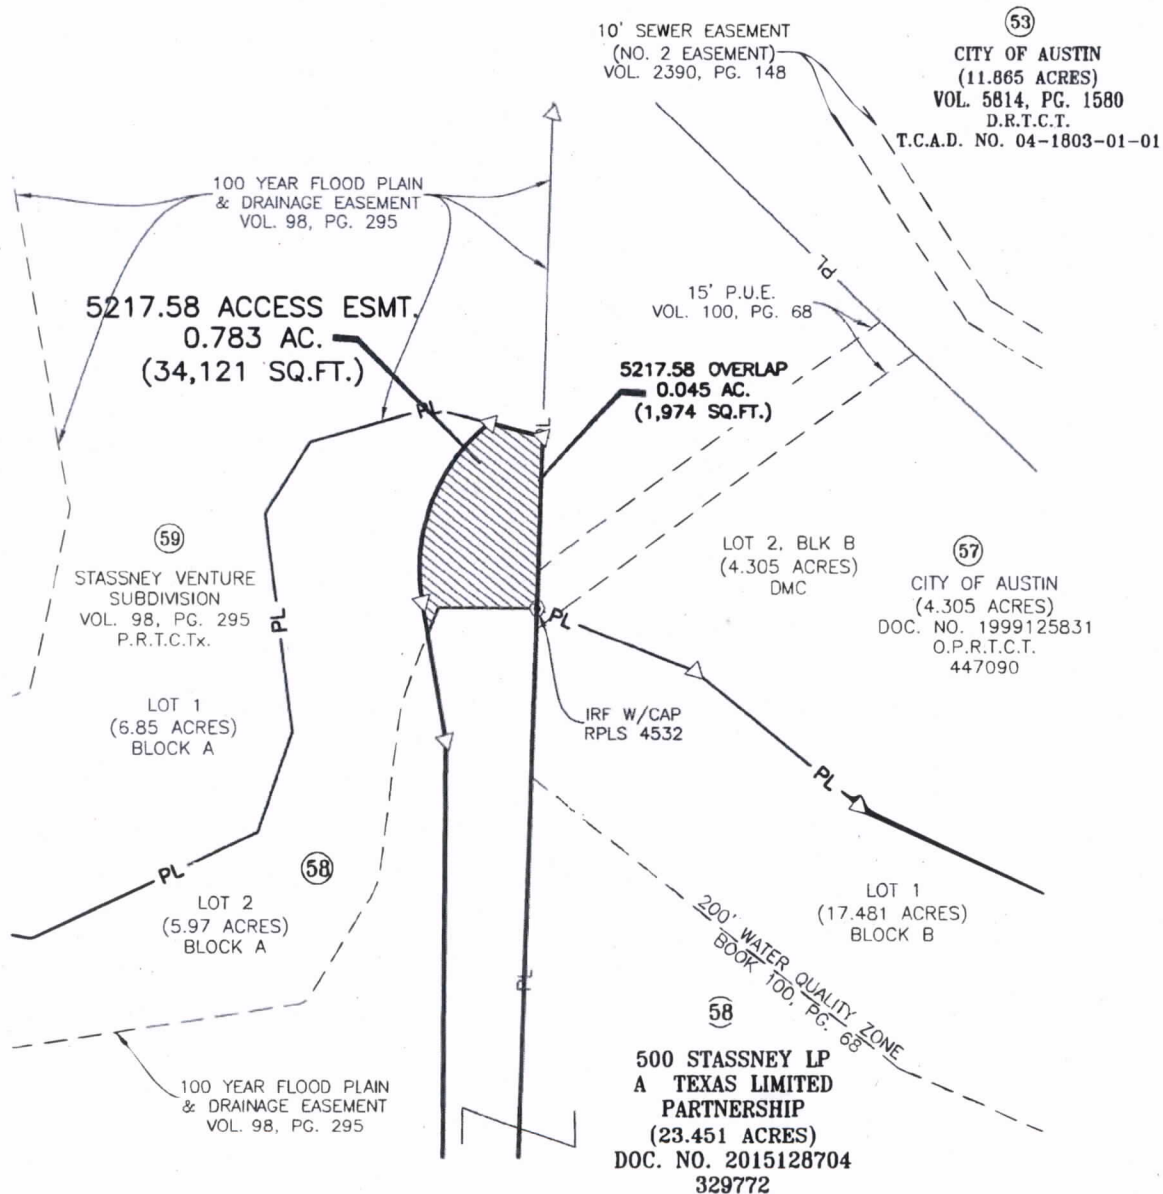 10' SEWER EASEMENT
(NO. 2 EASEMENT)
VOL. 2390, PG. 148
53
CITY OF AUSTIN
(11.865 ACRES)
VOL. 5814, PG. 1580
D.R.T.C.T.
T.C.A.D. NO. 04-1803-01-01
100 YEAR FLOOD PLAIN
& DRAINAGE EASEMENT
VOL. 98, PG. 295
PL
5217.58 ACCESS ESMT.
0.783 AC.
(34,121 SQ.FT.)
15' P.U.E.
VOL. 100, PG. 68
5217.58 OVERLAP
0.045 AC.
(1,974 SQ.FT.)
PL
PL
59
STASSNEY VENTURE
SUBDIVISION
VOL. 98, PG. 295
P.R.T.C.Tx.
LOT 2, BLK B
(4.305 ACRES)
DMC
57
CITY OF AUSTIN
(4.305 ACRES)
DOC. NO. 1999125831
O.P.R.T.C.T.
447090
PL
PL
LOT 1
(6.85 ACRES)
BLOCK A
IRF W/CAP
RPLS 4532
PL
PL
58
LOT 2
(5.97 ACRES)
BLOCK A
LOT 1
(17.481 ACRES)
BLOCK B
200' WATER QUALITY ZONE
BOOK 100, PG. 68
PL
58
500 STASSNEY LP
A TEXAS LIMITED
PARTNERSHIP
(23.451 ACRES)
DOC. NO. 2015128704
329772
100 YEAR FLOOD PLAIN
& DRAINAGE EASEMENT
VOL. 98, PG. 295